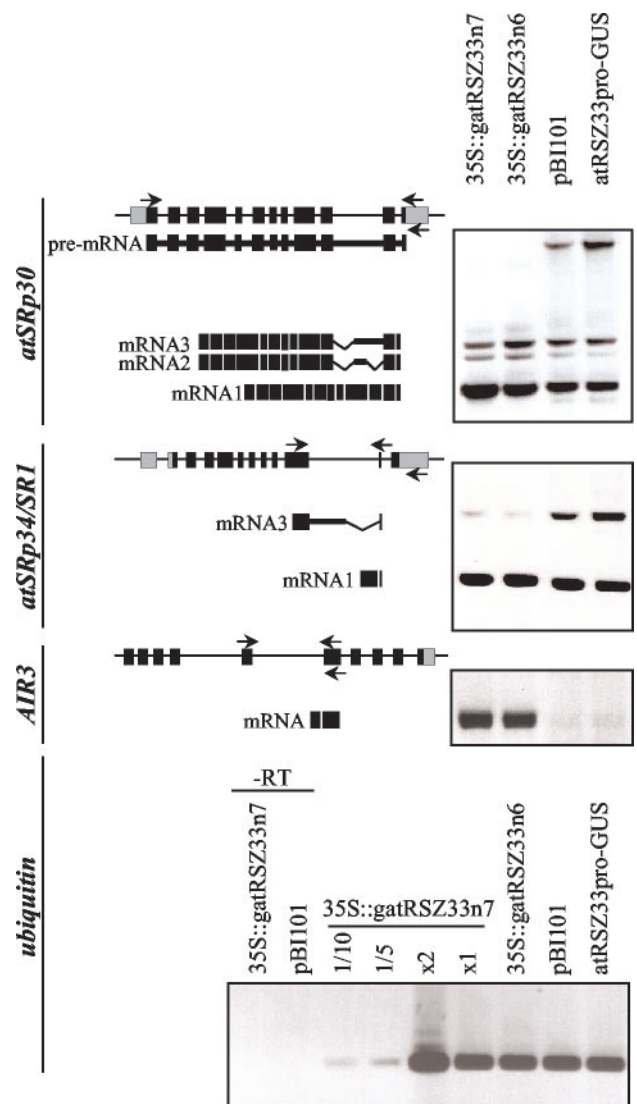 35S::gatRSZ33n7
35S::gatRSZ33n6
pBI101
atRSZ33pro-GUS
atSRp30
pre-mRNA
mRNA3
mRNA2
mRNA1
atSRp34/SR1
mRNA3
mRNA1
AIR3
mRNA
ubiquitin
-RT
35S::gatRSZ33n7
pBI101
35S::gatRSZ33n7
1/10
1/5
x2
x1
35S::gatRSZ33n6
pBI101
atRSZ33pro-GUS